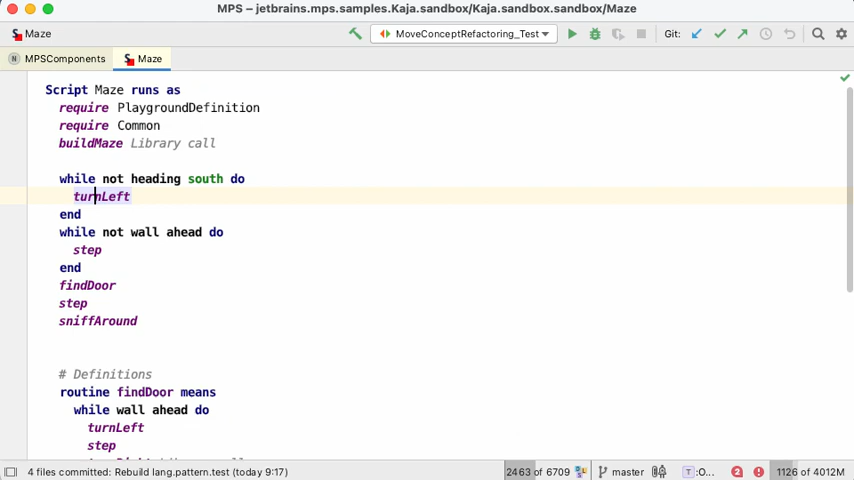 MPS – jetbrains.mps.samples.Kaja.sandbox/Kaja.sandbox.sandbox/Maze
Maze
MoveConceptRefactoring_Test
Git:
MPSComponents
Maze
Script Maze runs as
require PlaygroundDefinition
require Common
buildMaze Library call
while not heading south do
turnLeft
end
while not wall ahead do
step
end
findDoor
step
sniffAround
# Definitions
routine findDoor means
while wall ahead do
turnLeft
step
4 files committed: Rebuild lang.pattern.test (today 9:17)
2463 of 6709
master
T:O...
2
1126 of 4012M